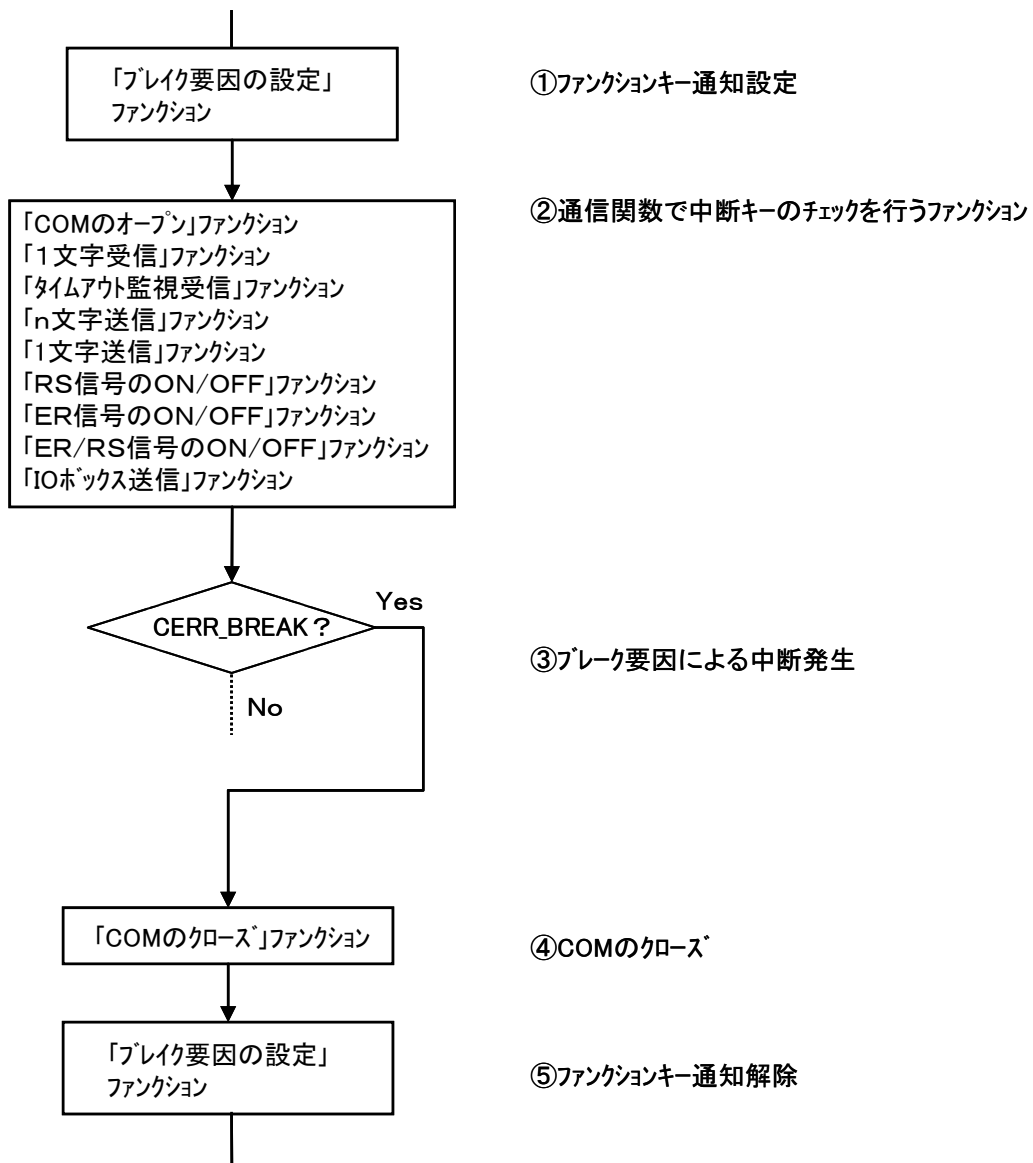 「ﾌﾞﾚｲｸ要因の設定」
ﾌｧﾝｸｼｮﾝ
①ﾌｧﾝｸｼｮﾝｷｰ通知設定
②通信関数で中断ｷｰのﾁｪｯｸを行うﾌｧﾝｸｼｮﾝ
「COMのｵｰﾌﾟﾝ」ﾌｧﾝｸｼｮﾝ
「１文字受信」ﾌｧﾝｸｼｮﾝ
「ﾀｲﾑｱｳﾄ監視受信」ﾌｧﾝｸｼｮﾝ
「ｎ文字送信」ﾌｧﾝｸｼｮﾝ
「1文字送信」ﾌｧﾝｸｼｮﾝ
「ＲＳ信号のＯＮ/ＯＦＦ」ﾌｧﾝｸｼｮﾝ
「ＥＲ信号のＯＮ/ＯＦＦ」ﾌｧﾝｸｼｮﾝ
「ＥＲ/ＲＳ信号のＯＮ/ＯＦＦ」ﾌｧﾝｸｼｮﾝ
「IOﾎﾞｯｸｽ送信」ﾌｧﾝｸｼｮﾝ
Yes
CERR_BREAK？
③ﾌﾞﾚｰｸ要因による中断発生
No
「COMのｸﾛｰｽﾞ」ﾌｧﾝｸｼｮﾝ
④COMのｸﾛｰｽﾞ
「ﾌﾞﾚｲｸ要因の設定」
ﾌｧﾝｸｼｮﾝ
⑤ﾌｧﾝｸｼｮﾝｷｰ通知解除